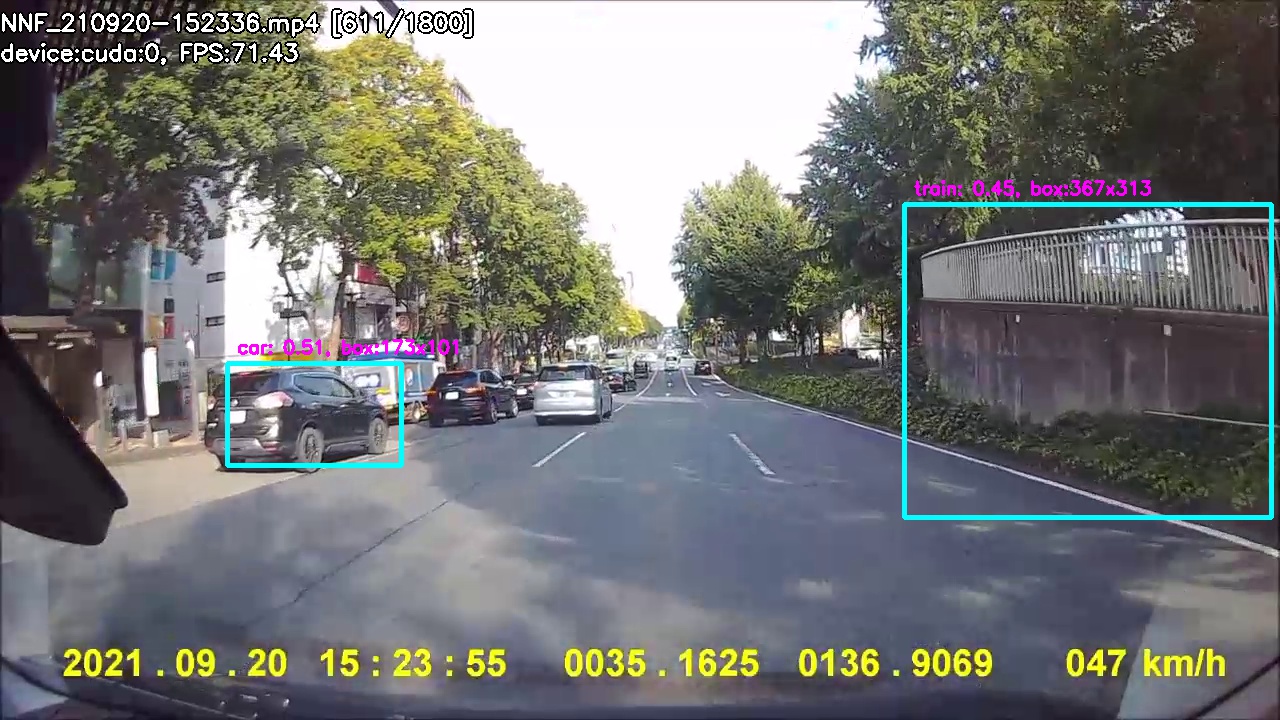 NNF_210920-152336.mp4 [611/1800]
device:cuda:0, FPS:71.43
train: 0.45, box:367x313
car: 0.51, box:173x101
2021 . 09 . 20 15 : 23 : 55 0035 . 1625 0136 . 9069 047 km/h